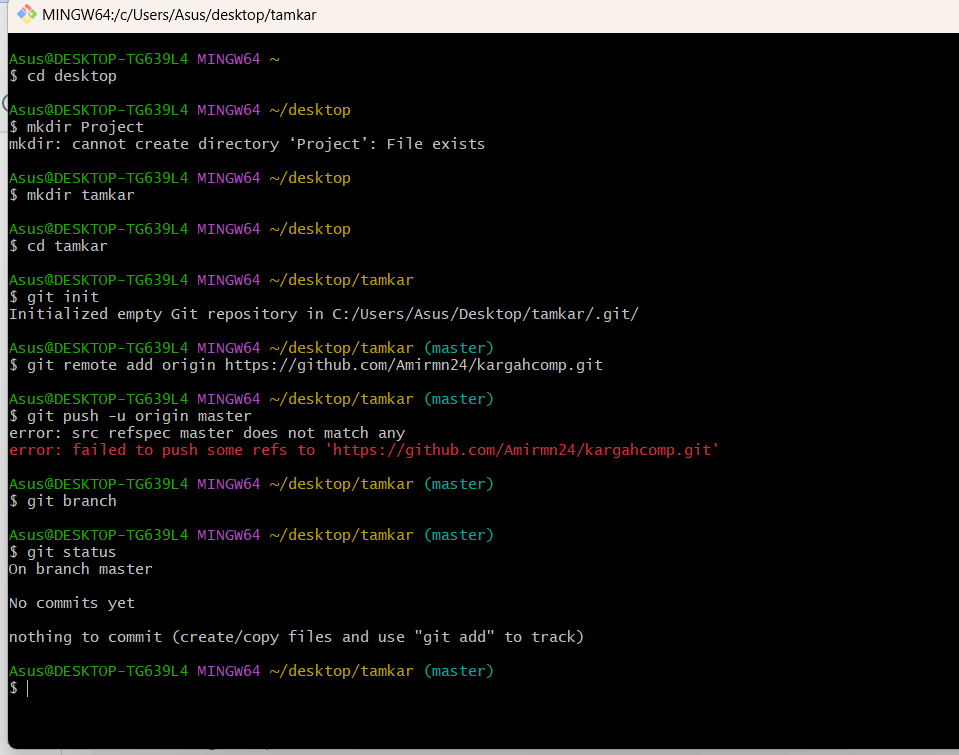 MINGW64:/c/Users/Asus/desktop/tamkar
Asus@DESKTOP-TG639L4 MINGW64 ~
$ cd desktop
Asus@DESKTOP-TG639L4 MINGW64 ~/desktop
$ mkdir Project
mkdir: cannot create directory ‘Project’: File exists
Asus@DESKTOP-TG639L4 MINGW64 ~/desktop
$ mkdir tamkar
Asus@DESKTOP-TG639L4 MINGW64 ~/desktop
$ cd tamkar
Asus@DESKTOP-TG639L4 MINGW64 ~/desktop/tamkar
$ git init
Initialized empty Git repository in C:/Users/Asus/Desktop/tamkar/.git/
Asus@DESKTOP-TG639L4 MINGW64 ~/desktop/tamkar (master)
$ git remote add origin https://github.com/Amirmn24/kargahcomp.git
Asus@DESKTOP-TG639L4 MINGW64 ~/desktop/tamkar (master)
$ git push -u origin master
error: src refspec master does not match any
error: failed to push some refs to 'https://github.com/Amirmn24/kargahcomp.git'
Asus@DESKTOP-TG639L4 MINGW64 ~/desktop/tamkar (master)
$ git branch
Asus@DESKTOP-TG639L4 MINGW64 ~/desktop/tamkar (master)
$ git status
On branch master
No commits yet
nothing to commit (create/copy files and use "git add" to track)
Asus@DESKTOP-TG639L4 MINGW64 ~/desktop/tamkar (master)
$